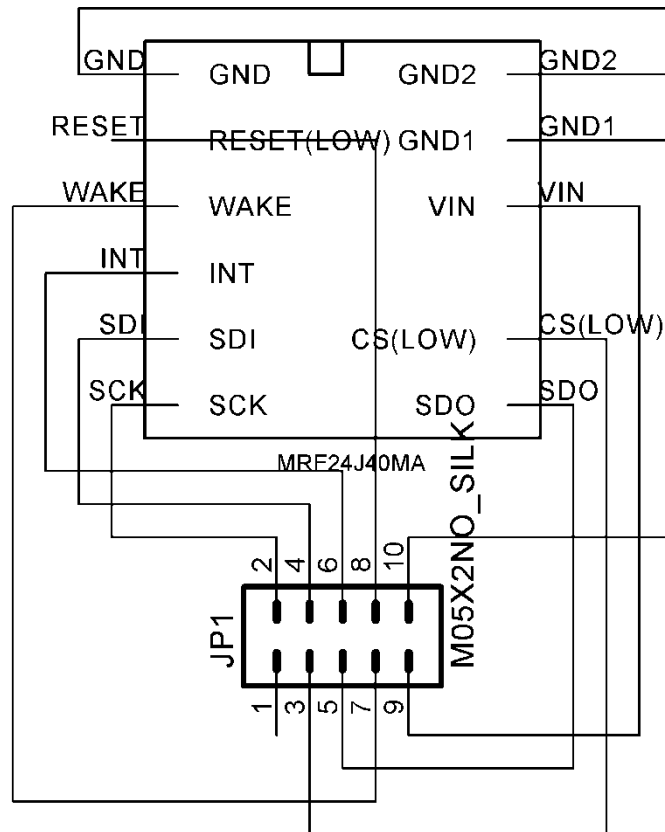 GND GND GND2 GND2
RESET RESET(LOW) GND1 GND1
WAKE WAKE VIN VIN
INT INT
SDI SDI CS(LOW) CS(LOW)
SCK SCK SDO SDO
MRF24J40MA
M05X2NO_SILK
JP1
2 4 6 8 10
1 3 5 7 9